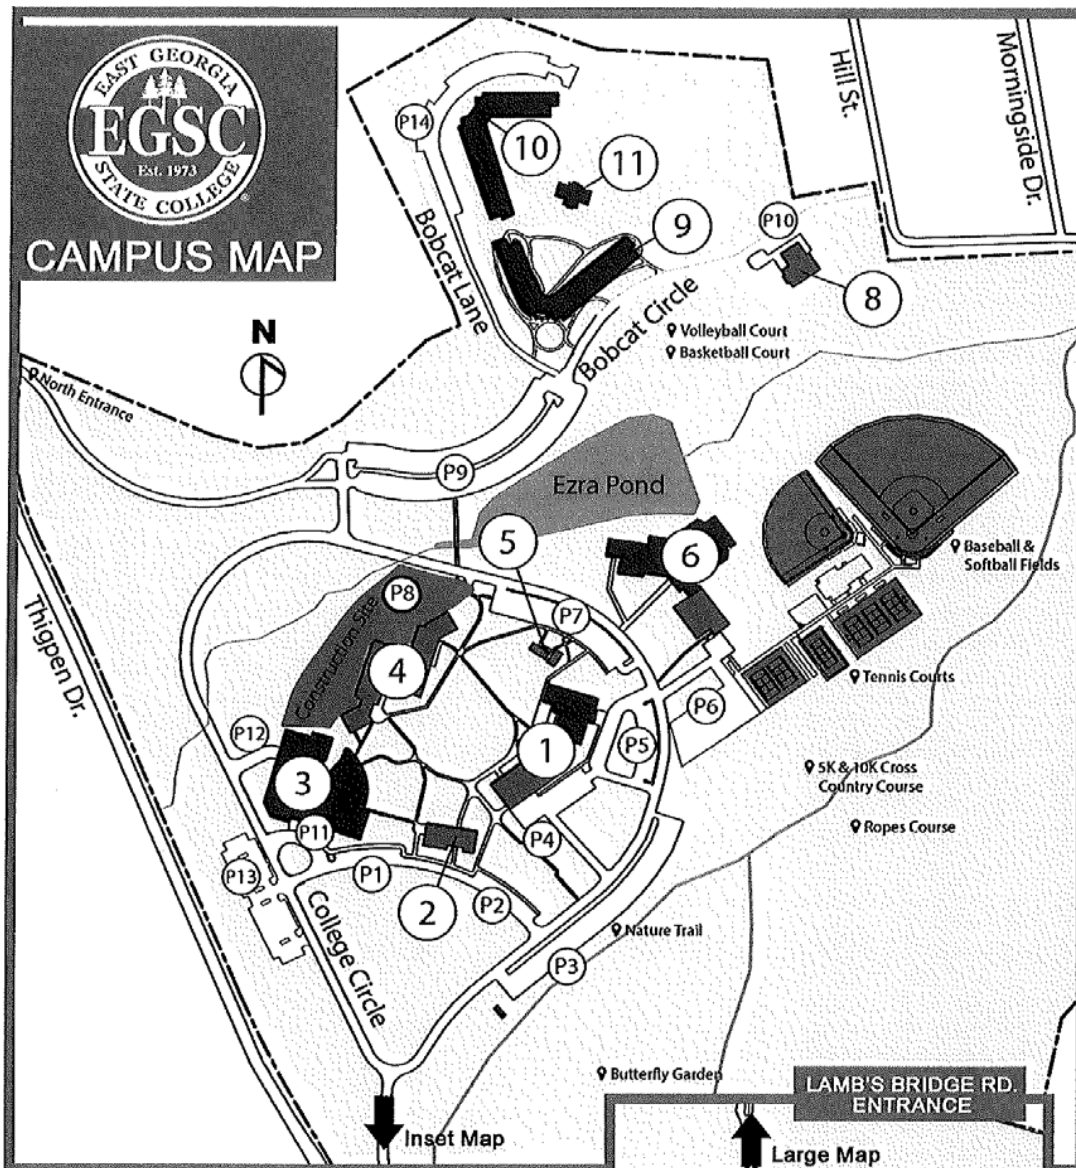 EAST GEORGIA
EGSC
Est. 1973
STATE COLLEGE
®
CAMPUS MAP
Hill St.
Morningside Dr.
P14
10
11
9
P10
8
Bobcat Lane
Bobcat Circle
Volleyball Court
Basketball Court
N
North Entrance
P9
Ezra Pond
5
6
Baseball &
Softball Fields
P8
Construction Site
P7
4
Tennis Courts
Thigpen Dr.
P12
P6
1
P5
3
5K & 10K Cross
Country Course
P11
P4
Ropes Course
P13
P1
2
P2
College Circle
Nature Trail
P3
Butterfly Garden
LAMB'S BRIDGE RD.
ENTRANCE
Inset Map
Large Map